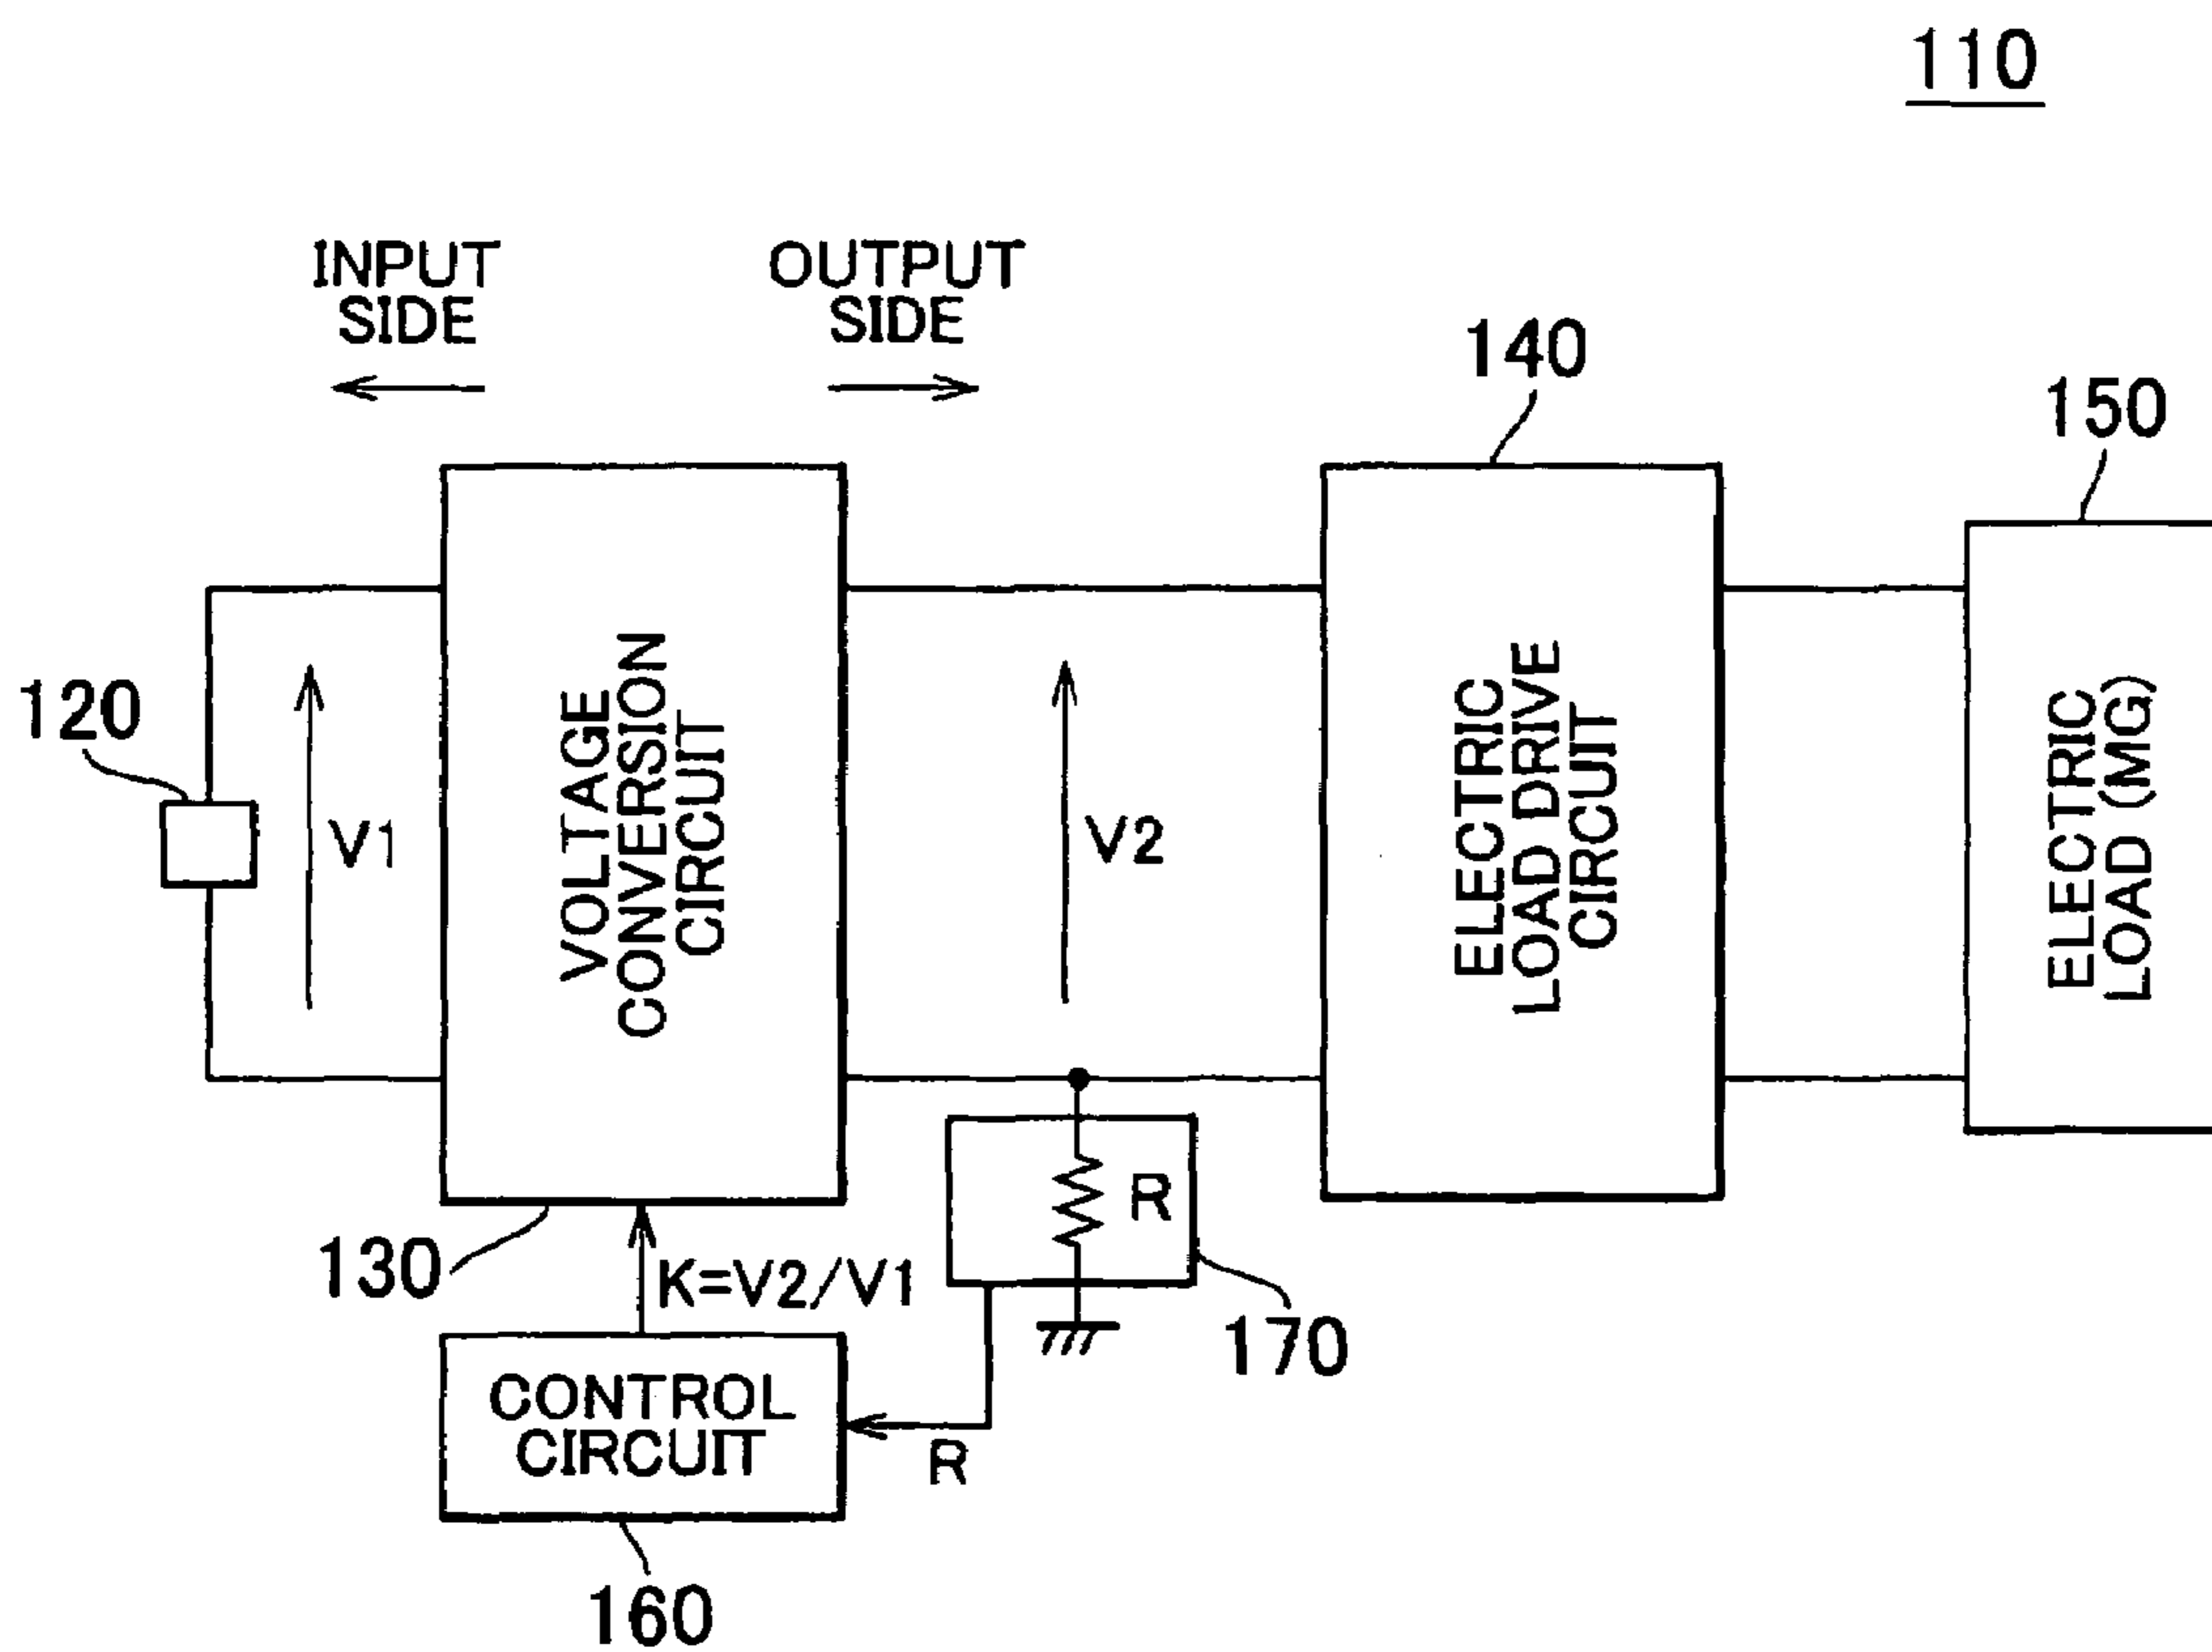 110
INPUT
SIDE
OUTPUT
SIDE
140
150
120
V1
VOLTAGE
CONVERSION
CIRCUIT
V2
ELECTRIC
LOAD DRIVE
CIRCUIT
ELECTRIC
LOAD (MG)
R
130
K=V2/V1
170
CONTROL
CIRCUIT
R
160